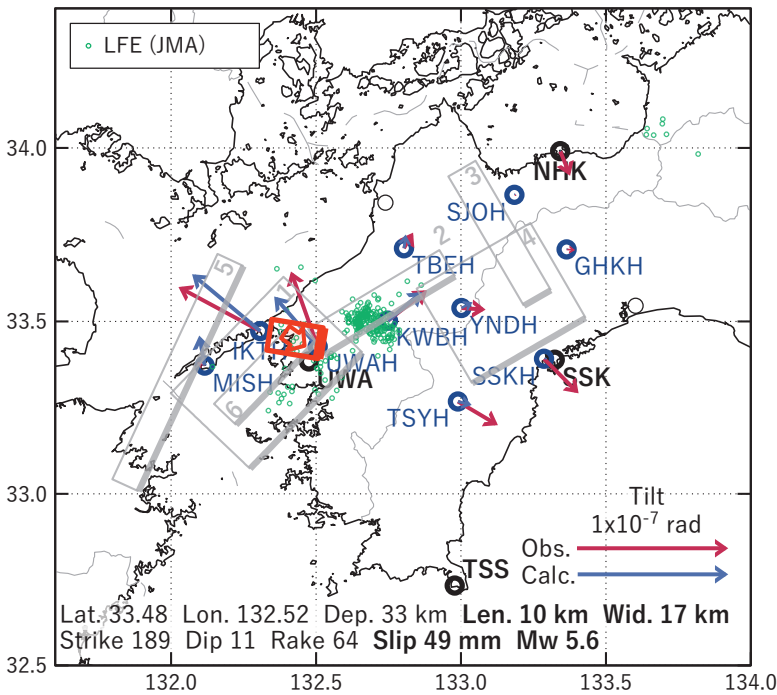 LFE (JMA)
34.0
33.5
33.0
32.5
NHK
3
SJOH
2
4
TBEH
GHKH
5
1
YNDH
KWBH
IKT
UWAH
MISH
UWA
SSKH
SSK
6
TSYH
Tilt
1x10-7 rad
Obs.
Calc.
TSS
Lat. 33.48 Lon. 132.52 Dep. 33 km Len. 10 km Wid. 17 km
Strike 189 Dip 11 Rake 64 Slip 49 mm Mw 5.6
132.0 132.5 133.0 133.5 134.0